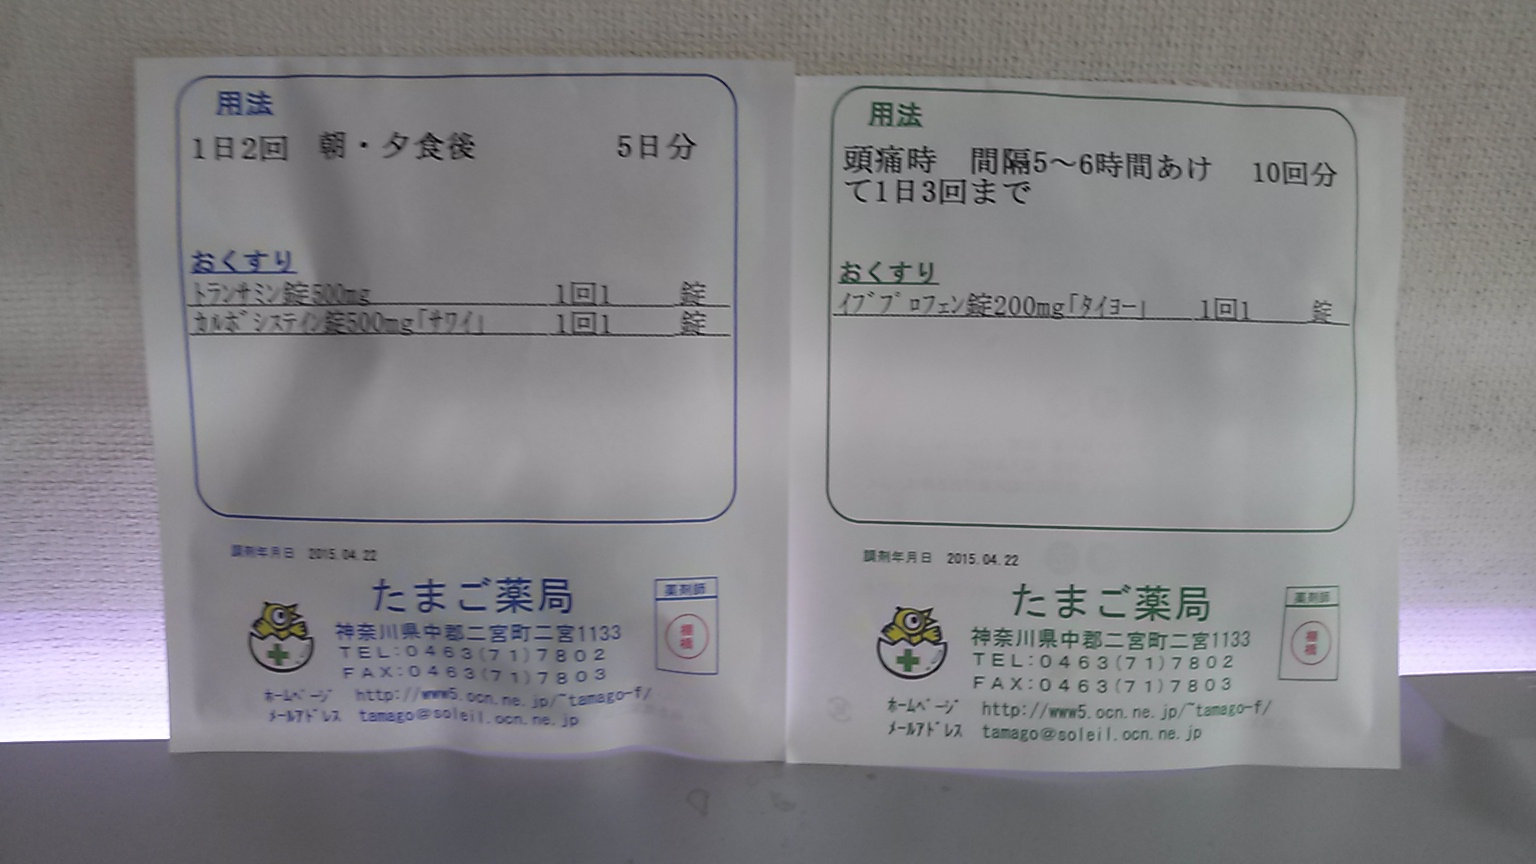 用法
1日2回 朝・夕食後 5日分
おくすり
トランサミン錠500mg 1回1 錠
カルボシステイン錠500mg「サワイ」 1回1 錠
調剤年月日 2015.04.22
たまご薬局
薬剤師
神奈川県中郡二宮町二宮1133
TEL:0463(71)7802
FAX:0463(71)7803
ホームページ http://www5.ocn.ne.jp/~tamago-f/
メールアドレス tamago@soleil.ocn.ne.jp
用法
頭痛時 間隔5～6時間あけ 10回分
て1日3回まで
おくすり
イブプロフェン錠200mg「タイヨー」 1回1 錠
調剤年月日 2015.04.22
たまご薬局
薬剤師
神奈川県中郡二宮町二宮1133
TEL:0463(71)7802
FAX:0463(71)7803
ホームページ http://www5.ocn.ne.jp/~tamago-f/
メールアドレス tamago@soleil.ocn.ne.jp